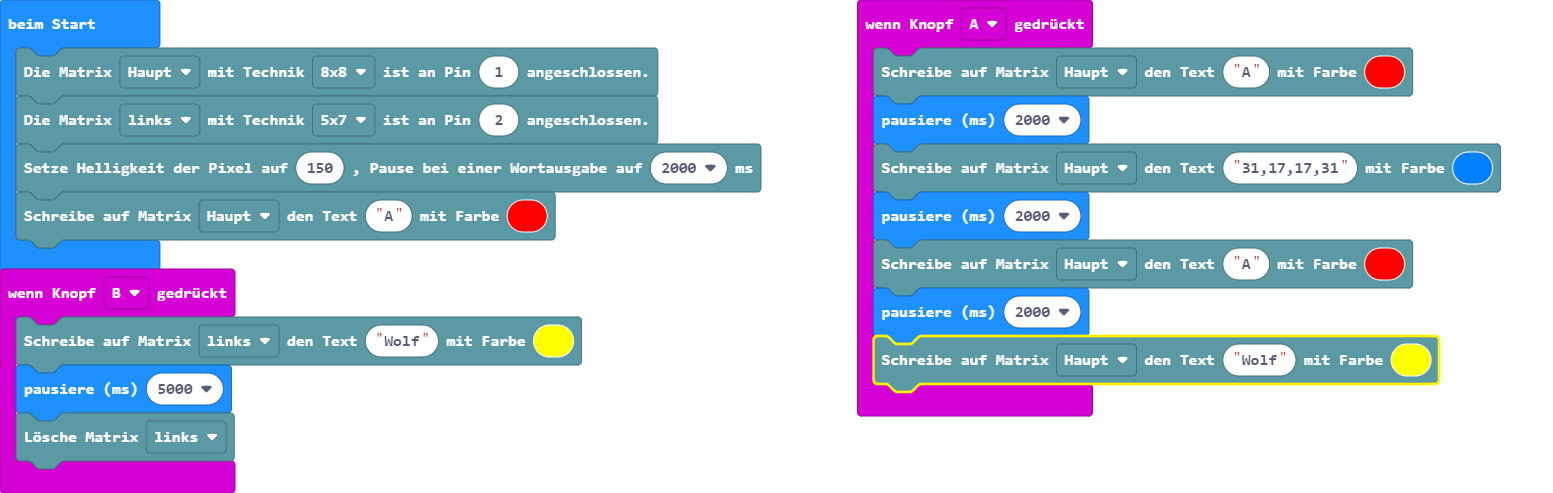 beim Start
Die Matrix Haupt mit Technik 8x8 ist an Pin 1 angeschlossen.
Die Matrix links mit Technik 5x7 ist an Pin 2 angeschlossen.
Setze Helligkeit der Pixel auf 150 , Pause bei einer Wortausgabe auf 2000 ms
Schreibe auf Matrix Haupt den Text "A" mit Farbe
wenn Knopf B gedrückt
Schreibe auf Matrix links den Text "Wolf" mit Farbe
pausiere (ms) 5000
Lösche Matrix links
wenn Knopf A gedrückt
Schreibe auf Matrix Haupt den Text "A" mit Farbe
pausiere (ms) 2000
Schreibe auf Matrix Haupt den Text "31,17,17,31" mit Farbe
pausiere (ms) 2000
Schreibe auf Matrix Haupt den Text "A" mit Farbe
pausiere (ms) 2000
Schreibe auf Matrix Haupt den Text "Wolf" mit Farbe